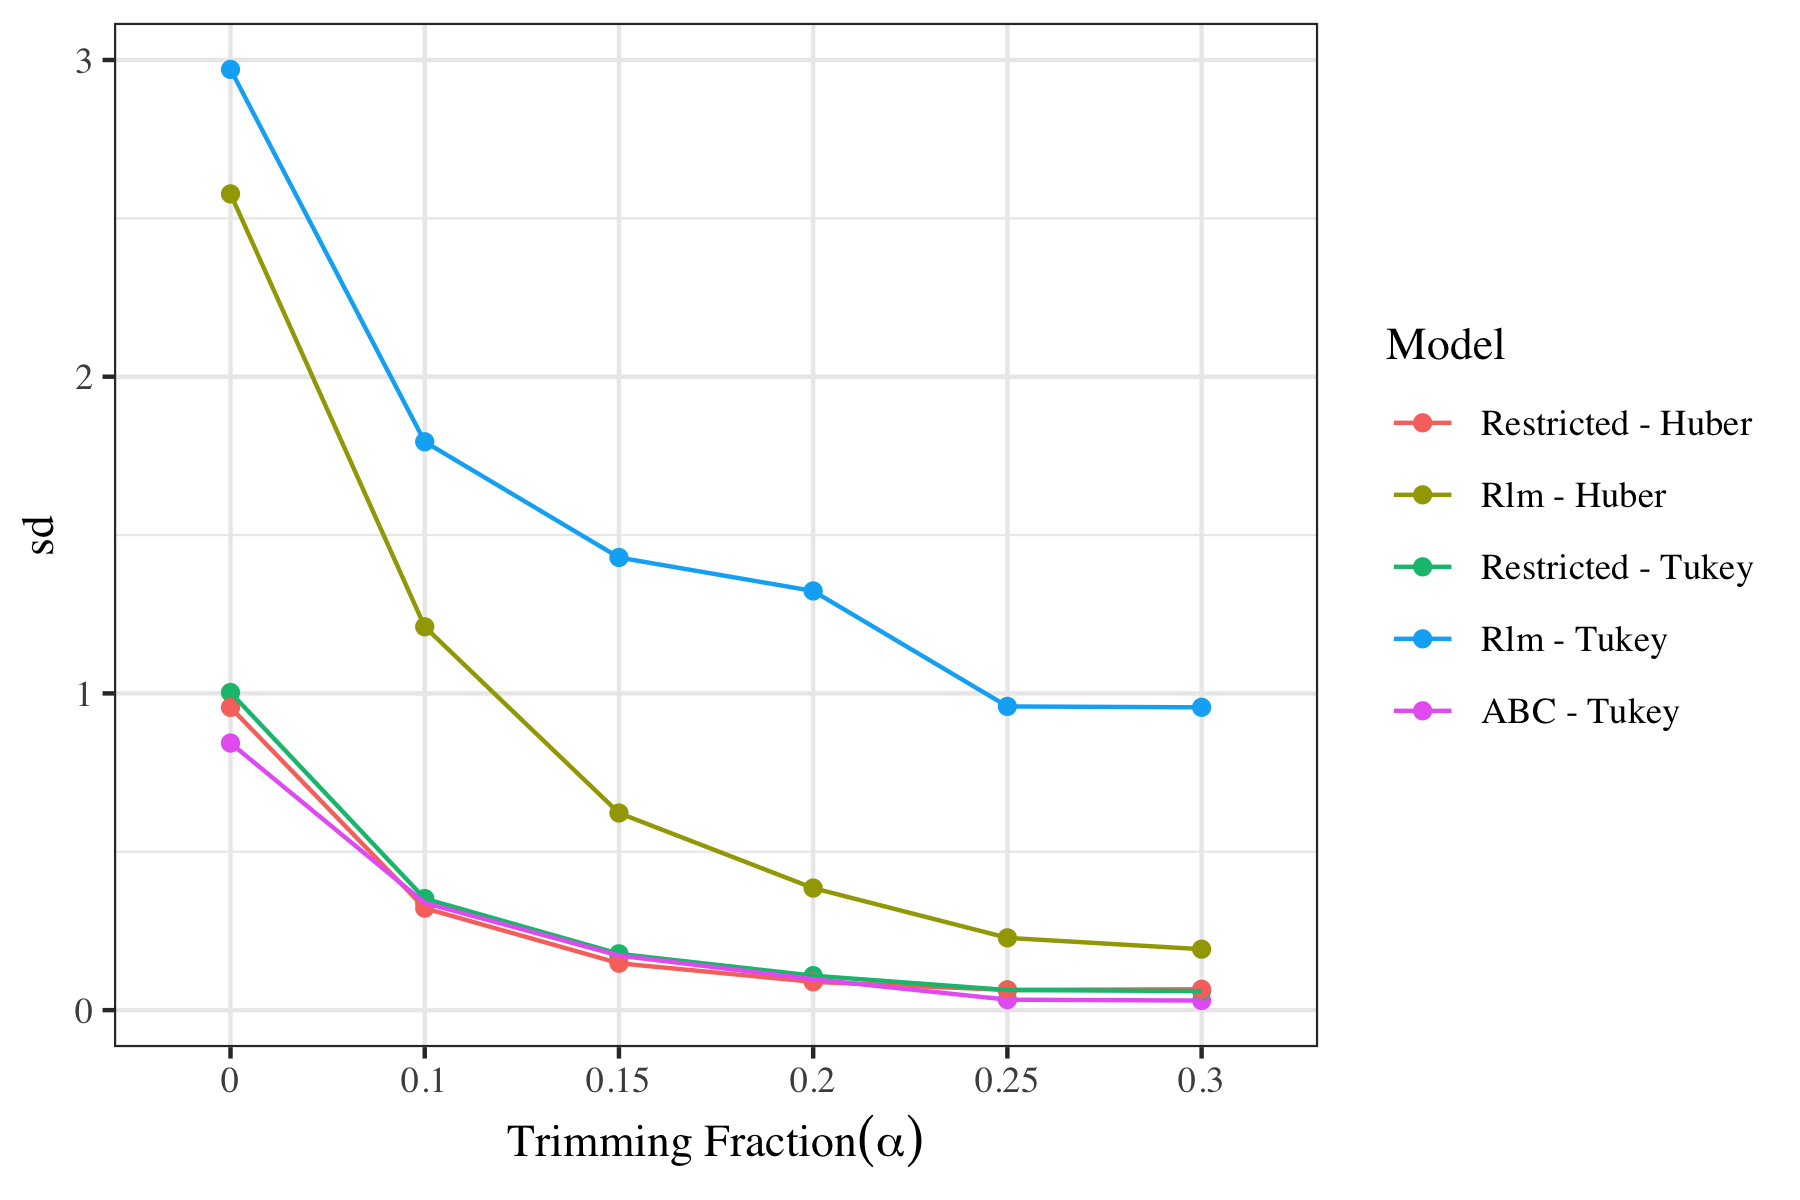 3
2
1
0
sd
0 0.1 0.15 0.2 0.25 0.3
Trimming Fraction(α)
Model
Restricted - Huber
Rlm - Huber
Restricted - Tukey
Rlm - Tukey
ABC - Tukey